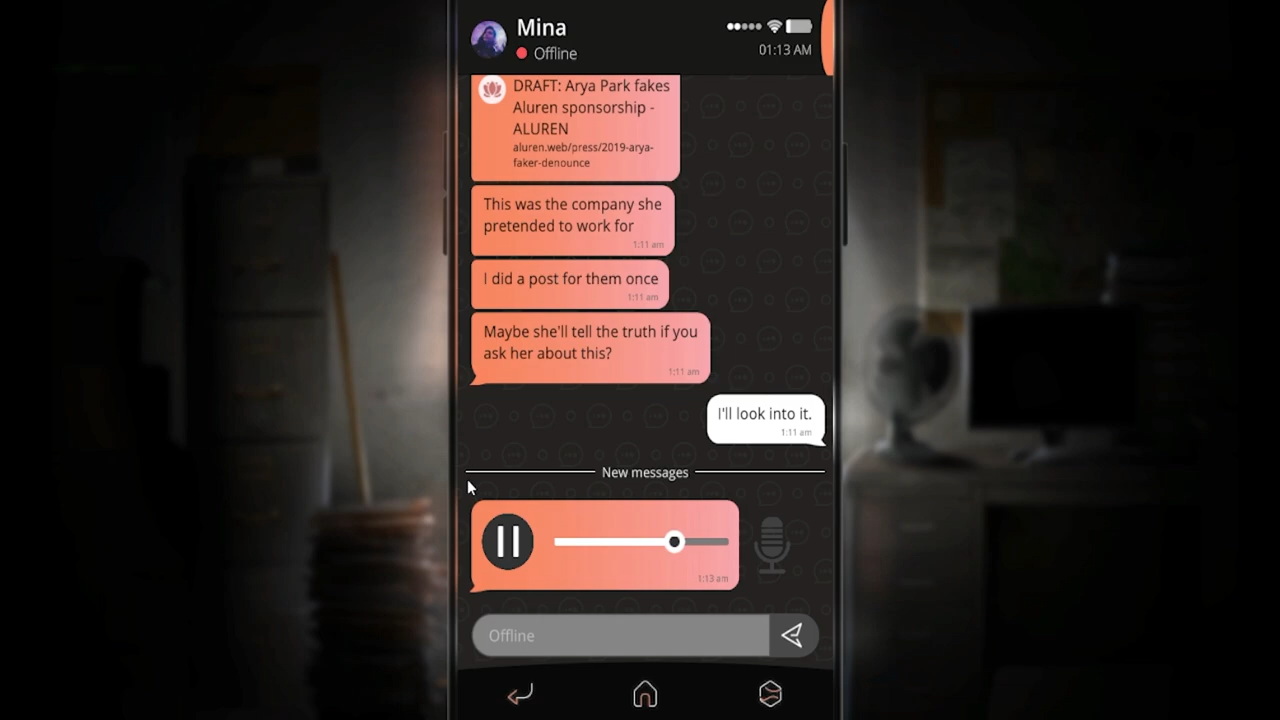 Mina
Offline
01:13 AM
DRAFT: Arya Park fakes
Aluren sponsorship -
ALUREN
aluren.web/press/2019-arya-
faker-denounce
This was the company she
pretended to work for
1:11 am
I did a post for them once
1:11 am
Maybe she'll tell the truth if you
ask her about this?
1:11 am
I'll look into it.
1:11 am
New messages
1:13 am
Offline